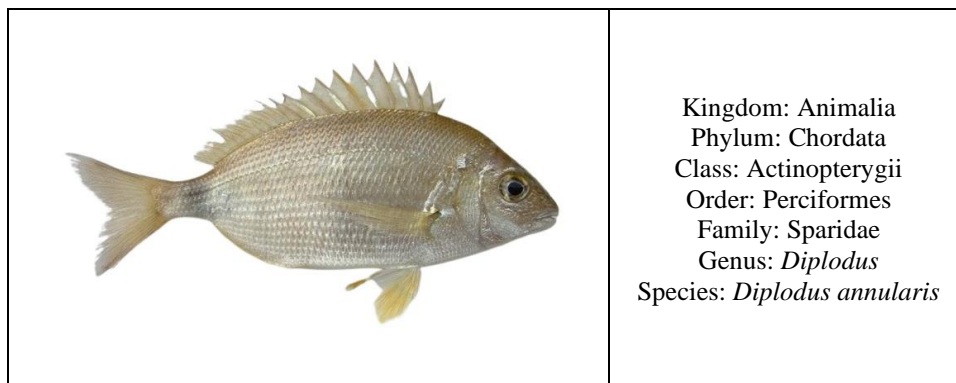 Kingdom: Animalia
Phylum: Chordata
Class: Actinopterygii
Order: Perciformes
Family: Sparidae
Genus: Diplodus
Species: Diplodus annularis